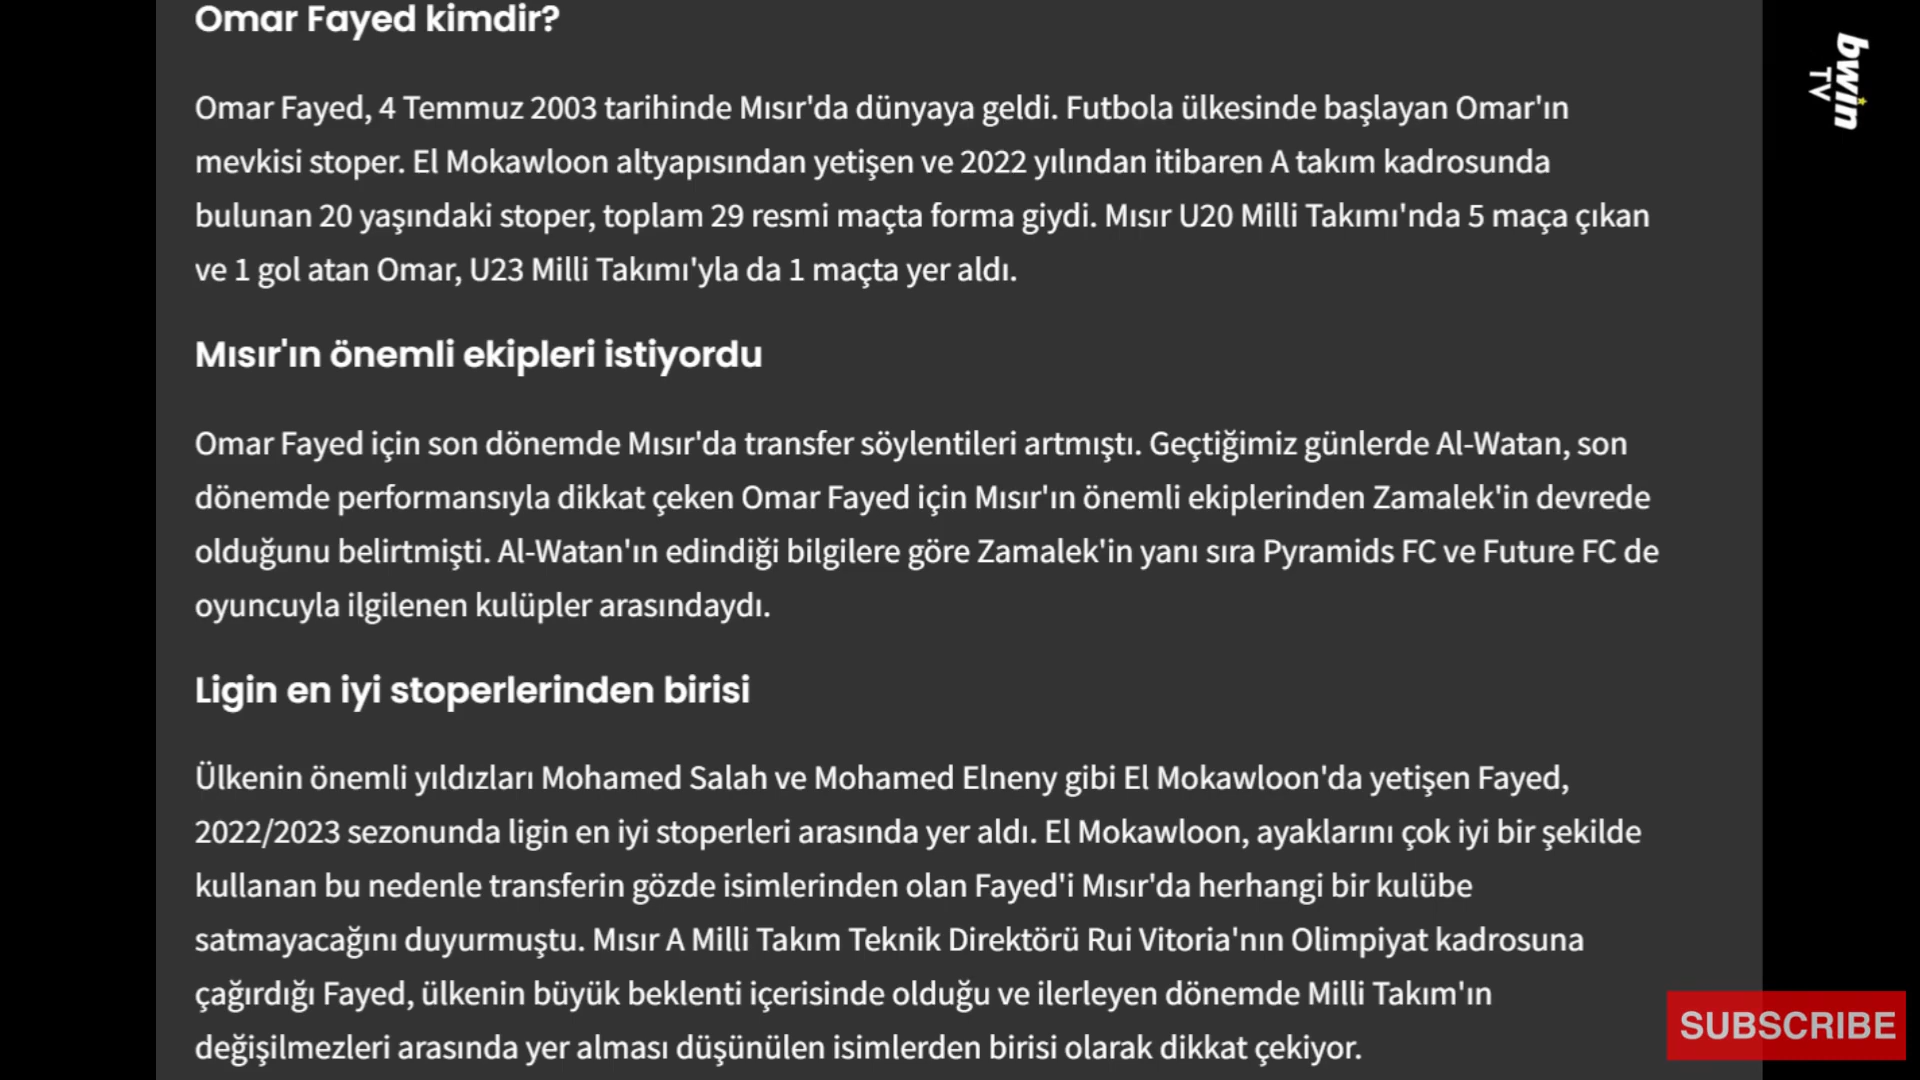 Omar Fayed kimdir?
Omar Fayed, 4 Temmuz 2003 tarihinde Mısır'da dünyaya geldi. Futbola ülkesinde başlayan Omar'ın
mevkisi stoper. El Mokawloon altyapısından yetişen ve 2022 yılından itibaren A takım kadrosunda
bulunan 20 yaşındaki stoper, toplam 29 resmi maçta forma giydi. Mısır U20 Milli Takımı'nda 5 maça çıkan
ve 1 gol atan Omar, U23 Milli Takımı'yla da 1 maçta yer aldı.
Mısır'ın önemli ekipleri istiyordu
Omar Fayed için son dönemde Mısır'da transfer söylentileri artmıştı. Geçtiğimiz günlerde Al-Watan, son
dönemde performansıyla dikkat çeken Omar Fayed için Mısır'ın önemli ekiplerinden Zamalek'in devrede
olduğunu belirtmişti. Al-Watan'ın edindiği bilgilere göre Zamalek'in yanı sıra Pyramids FC ve Future FC de
oyuncuyla ilgilenen kulüpler arasındaydı.
Ligin en iyi stoperlerinden birisi
Ülkenin önemli yıldızları Mohamed Salah ve Mohamed Elneny gibi El Mokawloon'da yetişen Fayed,
2022/2023 sezonunda ligin en iyi stoperleri arasında yer aldı. El Mokawloon, ayaklarını çok iyi bir şekilde
kullanan bu nedenle transferin gözde isimlerinden olan Fayed'i Mısır'da herhangi bir kulübe
satmayacağını duyurmuştu. Mısır A Milli Takım Teknik Direktörü Rui Vitoria'nın Olimpiyat kadrosuna
çağırdığı Fayed, ülkenin büyük beklenti içerisinde olduğu ve ilerleyen dönemde Milli Takım'ın
değişilmezleri arasında yer alması düşünülen isimlerden birisi olarak dikkat çekiyor.
bwin
TV
SUBSCRIBE